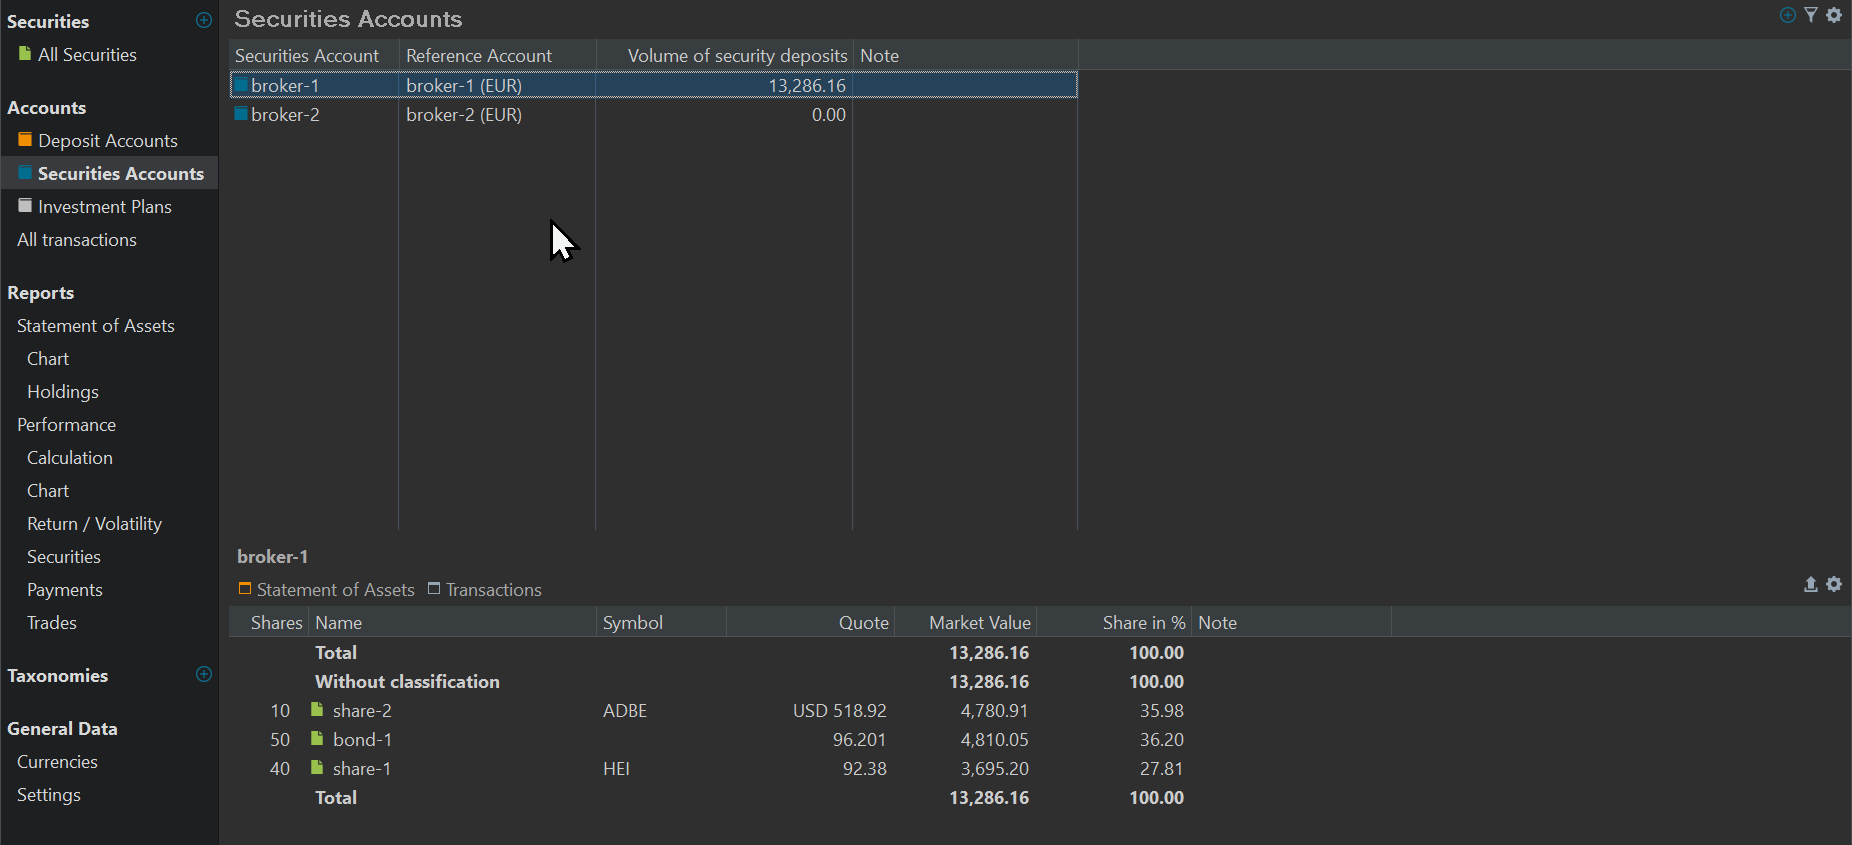 Securities
All Securities
Accounts
Deposit Accounts
Securities Accounts
Investment Plans
All transactions
Reports
Statement of Assets
Chart
Holdings
Performance
Calculation
Chart
Return / Volatility
Securities
Payments
Trades
Taxonomies
General Data
Currencies
Settings
Securities Accounts
Securities Account Reference Account Volume of security deposits Note
broker-1 broker-1 (EUR) 13,286.16
broker-2 broker-2 (EUR) 0.00
broker-1
Statement of Assets Transactions
Shares Name Symbol Quote Market Value Share in % Note
Total 13,286.16 100.00
Without classification 13,286.16 100.00
10 share-2 ADBE USD 518.92 4,780.91 35.98
50 bond-1 96.201 4,810.05 36.20
40 share-1 HEI 92.38 3,695.20 27.81
Total 13,286.16 100.00